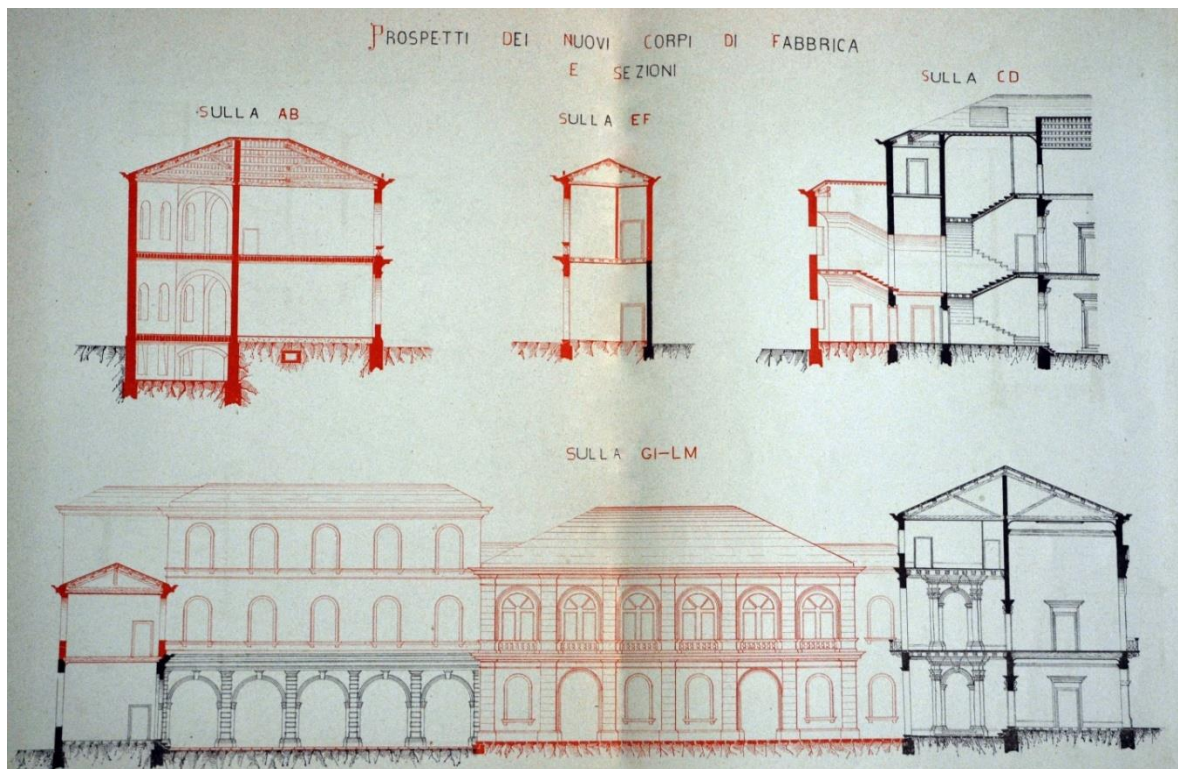 PROSPETTI DEI NUOVI CORPI DI FABBRICA
E SEZIONI
SULLA AB
SULLA EF
SULLA CD
SULLA GI-LM